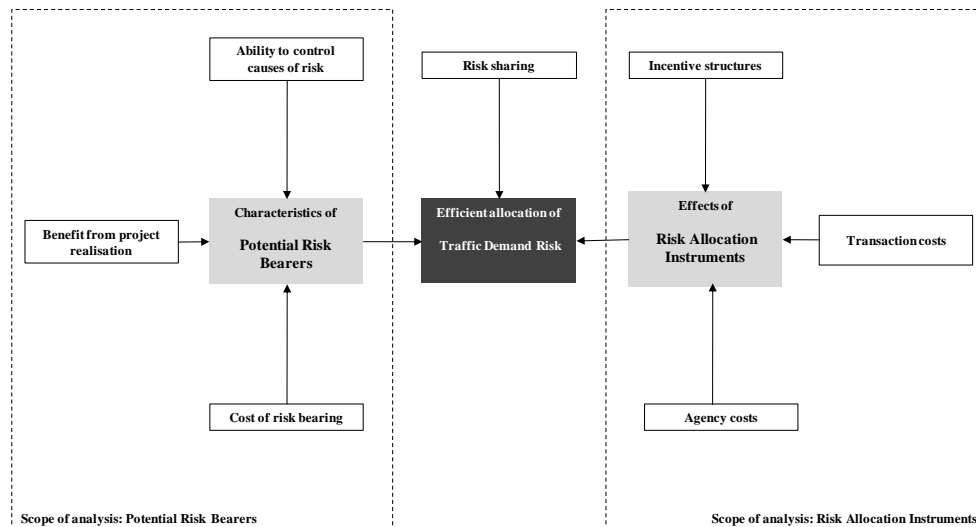 Ability to control
causes of risk
Risk sharing
Incentive structures
Characteristics of
Potential Risk
Bearers
Efficient allocation of
Traffic Demand Risk
Effects of
Risk Allocation
Instruments
Benefit from project
realisation
Transaction costs
Cost of risk bearing
Agency costs
Scope of analysis: Potential Risk Bearers
Scope of analysis: Risk Allocation Instruments